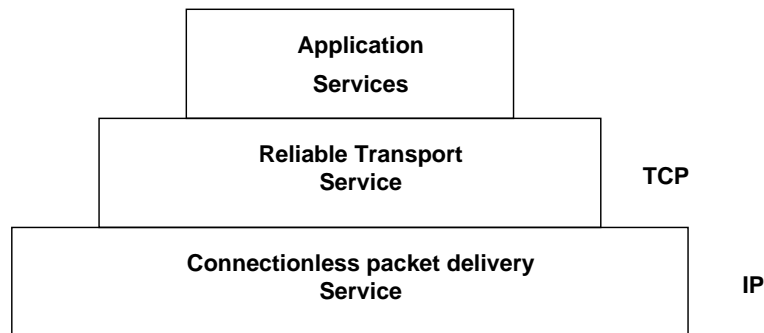 Application
Services
Reliable Transport
Service
TCP
Connectionless packet delivery
Service
IP